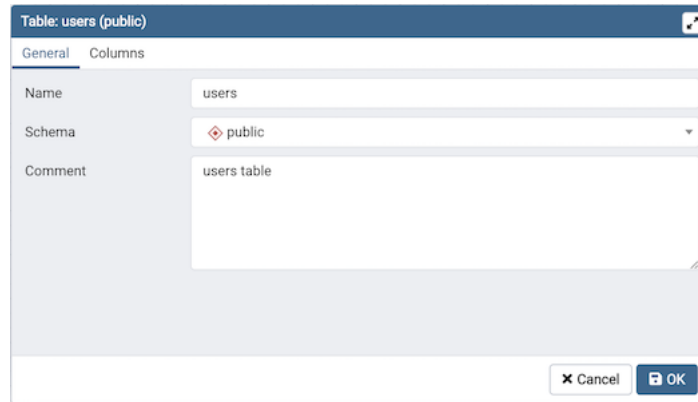 Table: users (public)
General Columns
Name users
Schema public
Comment users table
Cancel OK